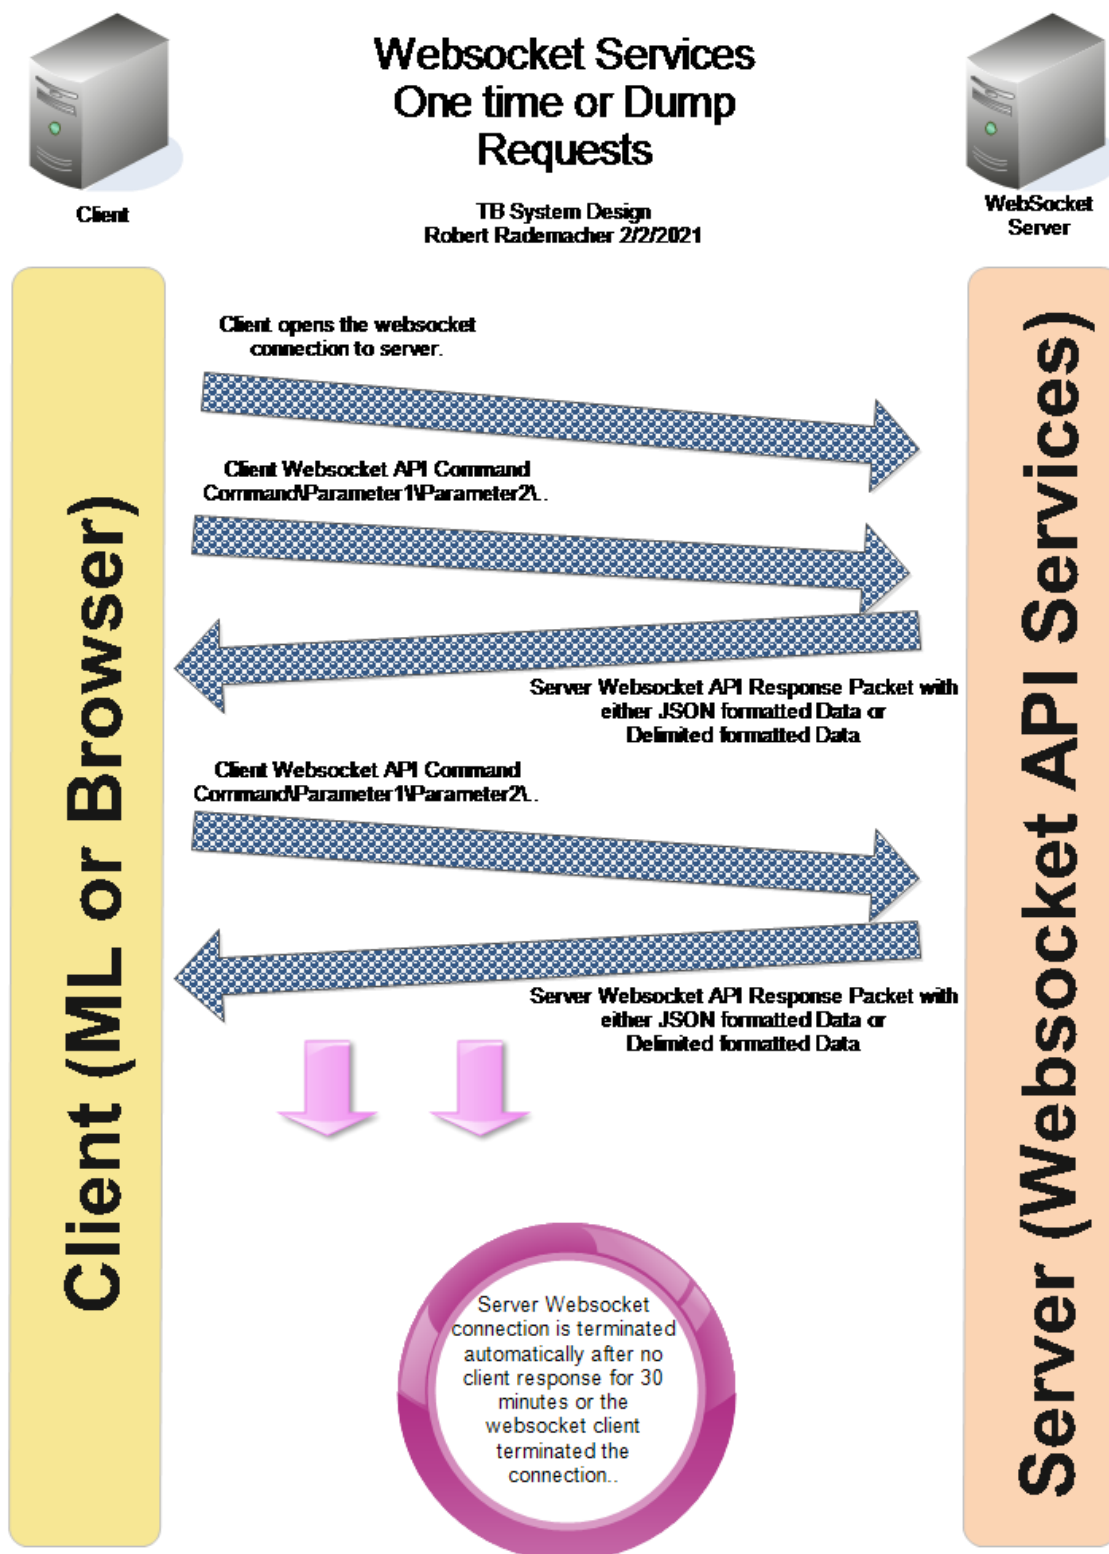 Websocket Services
One time or Dump
Requests
Client
TB System Design
Robert Rademacher 2/2/2021
WebSocket
Server
Client (ML or Browser)
Server (Websocket API Services)
Client opens the websocket
connection to server.
Client Websocket API Command
Command\Parameter1\Parameter2\..
Server Websocket API Response Packet with
either JSON formatted Data or
Delimited formatted Data
Client Websocket API Command
Command\Parameter1\Parameter2\..
Server Websocket API Response Packet with
either JSON formatted Data or
Delimited formatted Data
Server Websocket
connection is terminated
automatically after no
client response for 30
minutes or the
websocket client
terminated the
connection..